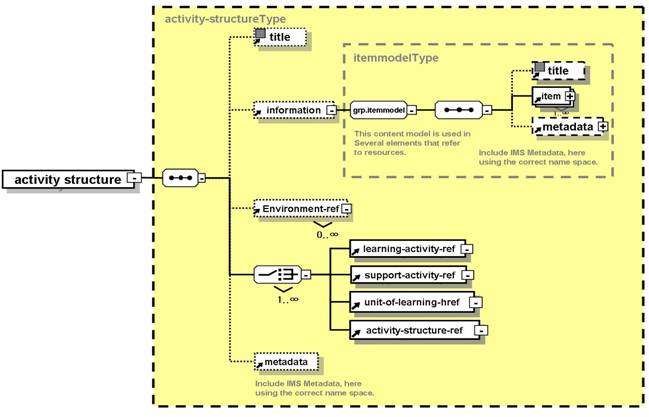 activity-structureType
title
itemmodelType
title
information
grp.itemmodel
item
1..∞
metadata
This content model is used in
Several elements that refer
to resources.
Include IMS Metadata, here
using the correct name space.
activity structure
Environment-ref
0..∞
learning-activity-ref
support-activity-ref
1..∞
unit-of-learning-href
activity-structure-ref
metadata
Include IMS Metadata, here
using the correct name space.